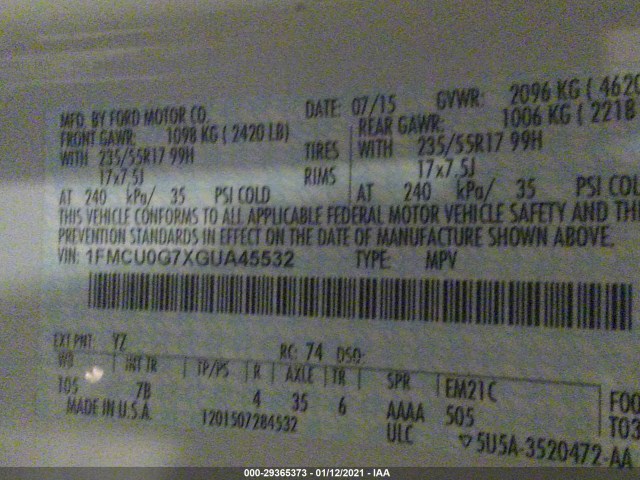 MFD. BY FORD MOTOR CO.
DATE: 07/15 GVWR: 2096 KG ( 4620
FRONT GAWR: 1098 KG ( 2420 LB)
REAR GAWR: 1006 KG ( 2218
WITH 235/55R17 99H TIRES WITH 235/55R17 99H
17x7.5J RIMS 17x7.5J
AT 240 kPa/ 35 PSI COLD AT 240 kPa/ 35 PSI COL
THIS VEHICLE CONFORMS TO ALL APPLICABLE FEDERAL MOTOR VEHICLE SAFETY AND THE
PREVENTION STANDARDS IN EFFECT ON THE DATE OF MANUFACTURE SHOWN ABOVE.
VIN: 1FMCU0G7XGUA45532 TYPE: MPV
EXT PNT: YZ RC: 74 DSO:
WB INT TR TP/PS R AXLE TR SPR EM21C
105 7B 4 35 6 AAAA 505 FOO
MADE IN U.S.A. 1201507284532 ULC ▽5U5A-3520472-AA T03
000-29365373 - 01/12/2021 - IAA